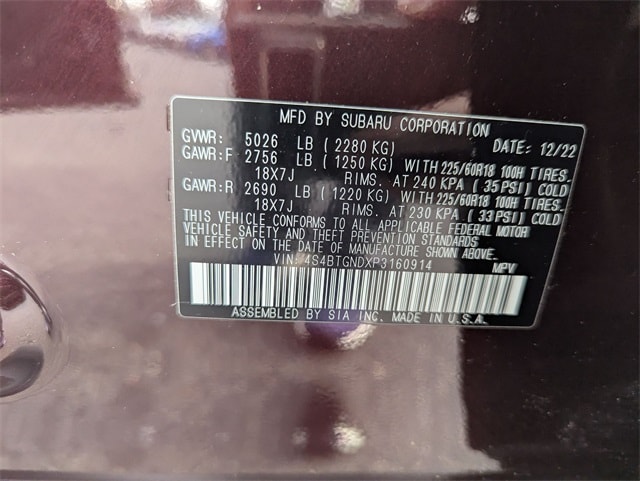 MFD BY SUBARU CORPORATION
GVWR: 5026 LB ( 2280 KG) DATE: 12/22
GAWR:F 2756 LB ( 1250 KG) WITH 225/60R18 100H TIRES.
18X7J RIMS. AT 240 KPA ( 35 PSI) COLD
GAWR:R 2690 LB ( 1220 KG) WITH 225/60R18 100H TIRES.
18X7J RIMS. AT 230 KPA ( 33 PSI) COLD
THIS VEHICLE CONFORMS TO ALL APPLICABLE FEDERAL MOTOR
VEHICLE SAFETY AND THEFT PREVENTION STANDARDS
IN EFFECT ON THE DATE OF MANUFACTURE SHOWN ABOVE.
VIN: 4S4BTGNDXP3160914 MPV
ASSEMBLED BY SIA INC. MADE IN U.S.A.